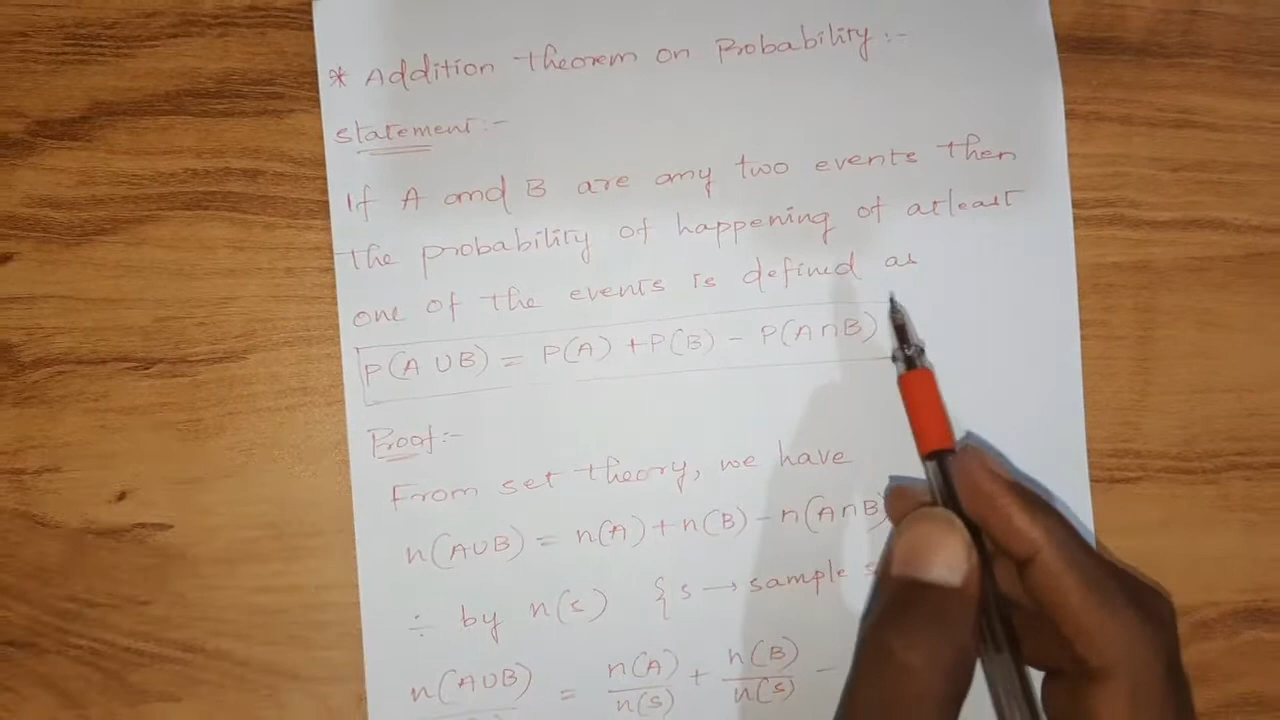 * Addition Theorem on Probability :-
Statement :-
If A and B are any two events then
the probability of happening of atleast
one of the events is defined as
P(A ∪ B) = P(A) + P(B) - P(A ∩ B)
Proof :-
From set theory, we have
n(A∪B) = n(A) + n(B) - n(A∩B)
÷ by n(s) { s → sample
n(A∪B) = n(A)/n(s) + n(B)/n(s) -